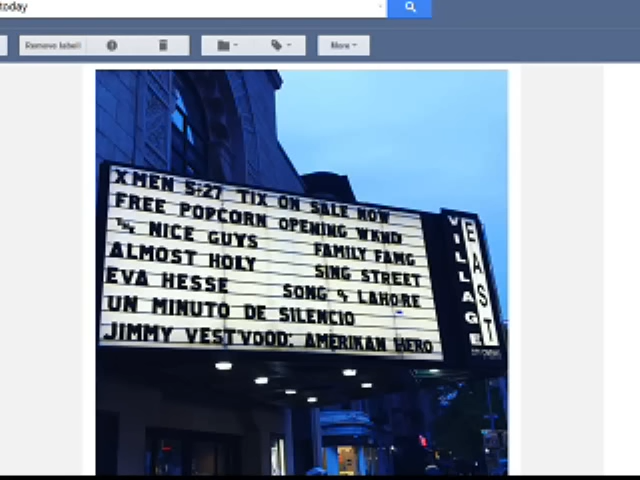 today
Remove label
More
XMEN 5:27 TIX ON SALE NOW
FREE POPCORN OPENING WKND
THE NICE GUYS FAMILY FANG
ALMOST HOLY SING STREET
EVA HESSE SONG OF LAHORE
UN MINUTO DE SILENCIO
JIMMY VESTVOOD: AMERIKAN HERO
VILLAGE
EAST